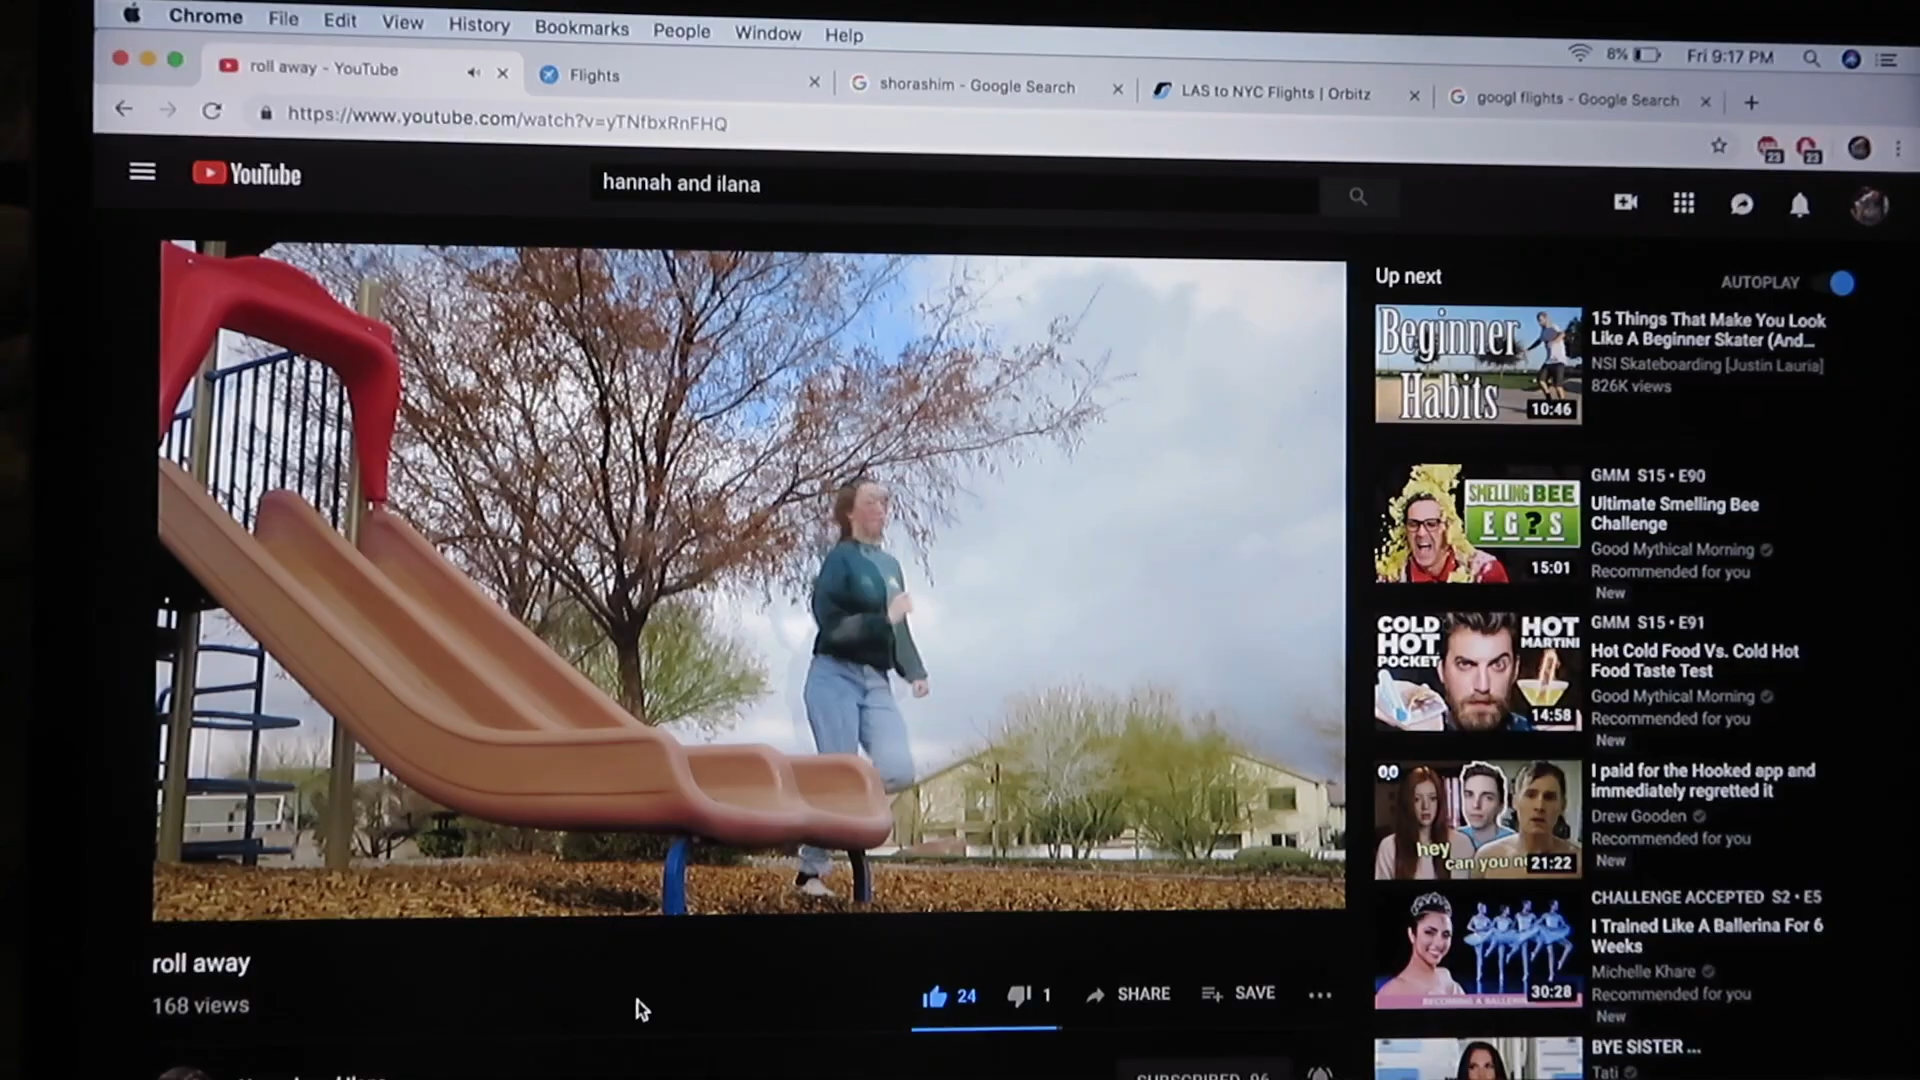 Chrome File Edit View History Bookmarks People Window Help
8% Fri 9:17 PM
roll away - YouTube
Flights
shorashim - Google Search
LAS to NYC Flights | Orbitz
googl flights - Google Search
https://www.youtube.com/watch?v=yTNfbxRnFHQ
23
23
YouTube
hannah and ilana
Up next
AUTOPLAY
Beginner
Habits
10:46
15 Things That Make You Look
Like A Beginner Skater (And...
NSI Skateboarding [Justin Lauria]
826K views
SMELLING BEE
E G ? S
15:01
GMM S15 • E90
Ultimate Smelling Bee
Challenge
Good Mythical Morning
Recommended for you
New
COLD
HOT
POCKET
HOT
MARTINI
14:58
GMM S15 • E91
Hot Cold Food Vs. Cold Hot
Food Taste Test
Good Mythical Morning
Recommended for you
New
hey
can you
21:22
I paid for the Hooked app and
immediately regretted it
Drew Gooden
Recommended for you
New
BECOMING A
30:28
CHALLENGE ACCEPTED S2 • E5
I Trained Like A Ballerina For 6
Weeks
Michelle Khare
Recommended for you
New
BYE SISTER ...
Tati
roll away
168 views
24
1
SHARE
SAVE
SUBSCRIBED 96